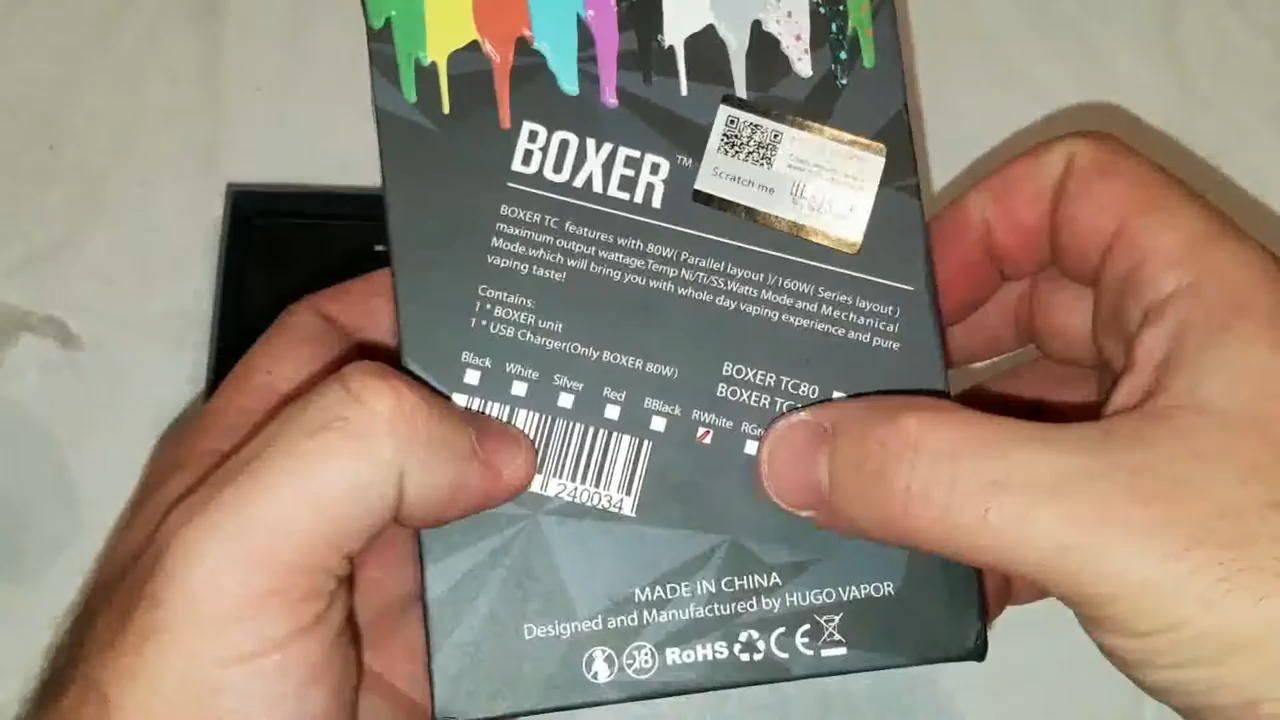 BOXER™
Scratch me
BOXER TC features with 80W( Parallel layout )/160W( Series layout )
maximum output wattage,Temp Ni/Ti/SS,Watts Mode and Mechanical
Mode.which will bring you with whole day vaping experience and pure
vaping taste!
Contains:
1 * BOXER unit
1 * USB Charger(Only BOXER 80W)
BOXER TC80
BOXER
Black White Silver Red BBlack RWhite
240034
MADE IN CHINA
Designed and Manufactured by HUGO VAPOR
-18 RoHS CE